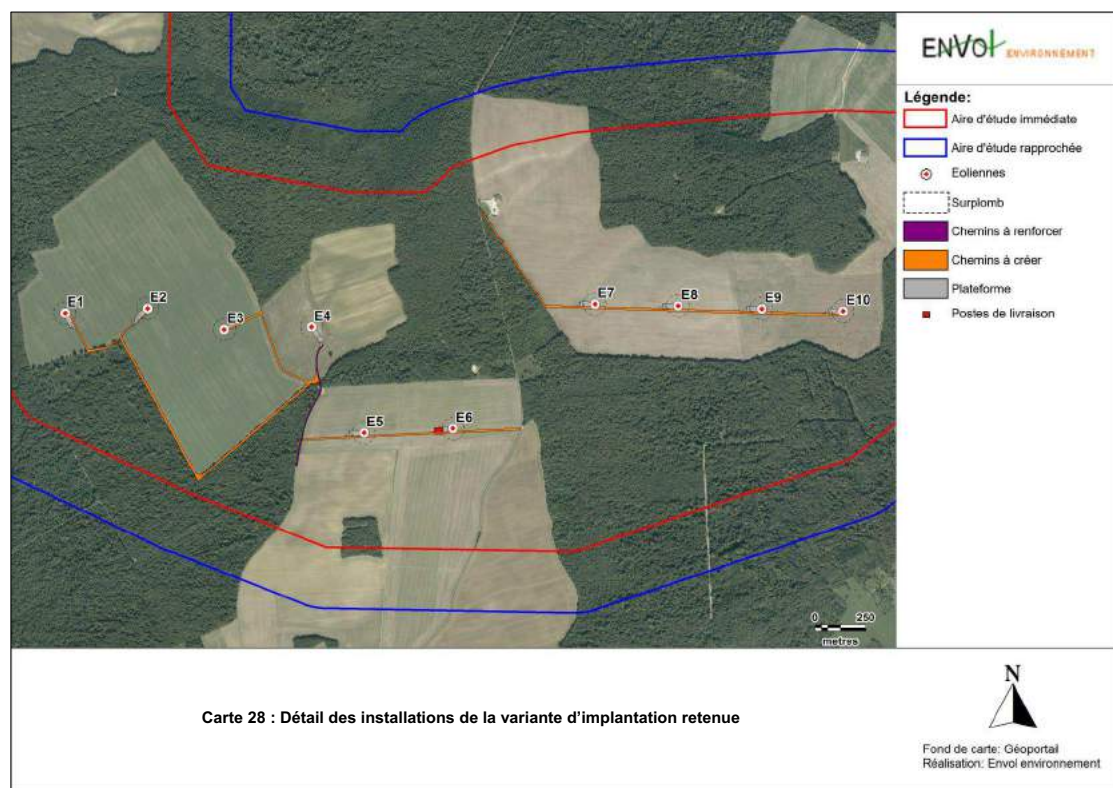 ENVOL ENVIRONNEMENT
Légende:
Aire d'étude immédiate
Aire d'étude rapprochée
Eoliennes
Surplomb
Chemins à renforcer
Chemins à créer
Plateforme
Postes de livraison
E1
E2
E3
E4
E5
E6
E7
E8
E9
E10
0 250
metres
Carte 28 : Détail des installations de la variante d’implantation retenue
N
Fond de carte: Géoportail
Réalisation: Envol environnement